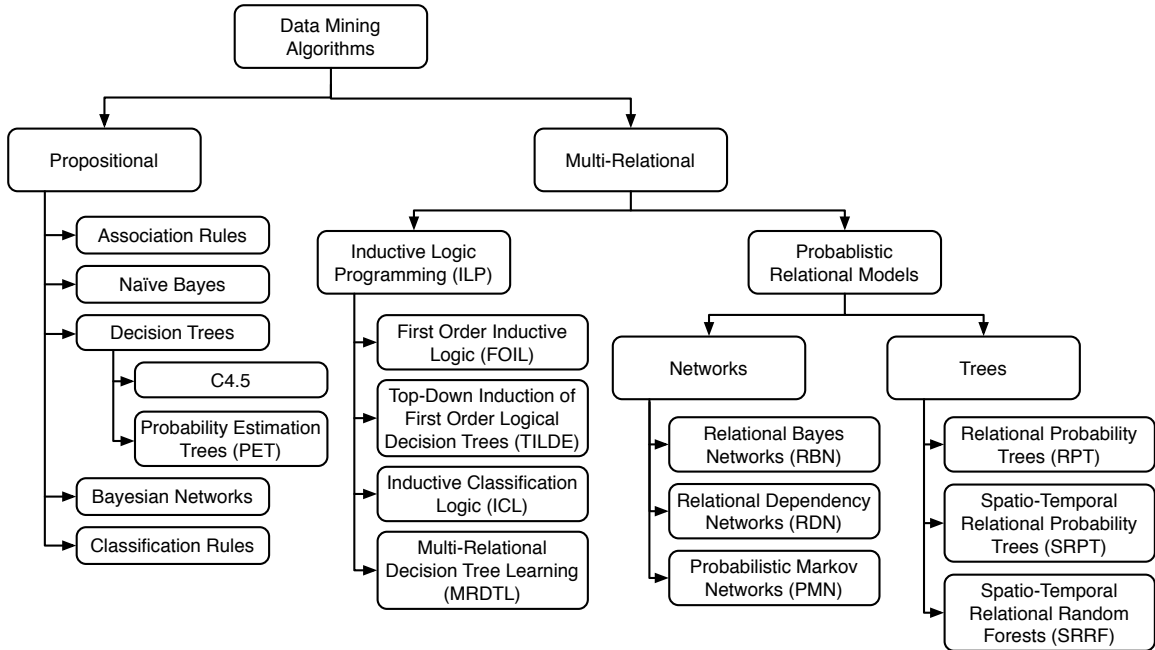 Data Mining
Algorithms
Propositional
Multi-Relational
Association Rules
Naïve Bayes
Decision Trees
C4.5
Probability Estimation
Trees (PET)
Bayesian Networks
Classification Rules
Inductive Logic
Programming (ILP)
First Order Inductive
Logic (FOIL)
Top-Down Induction of
First Order Logical
Decision Trees (TILDE)
Inductive Classification
Logic (ICL)
Multi-Relational
Decision Tree Learning
(MRDTL)
Probablistic
Relational Models
Networks
Relational Bayes
Networks (RBN)
Relational Dependency
Networks (RDN)
Probabilistic Markov
Networks (PMN)
Trees
Relational Probability
Trees (RPT)
Spatio-Temporal
Relational Probability
Trees (SRPT)
Spatio-Temporal
Relational Random
Forests (SRRF)